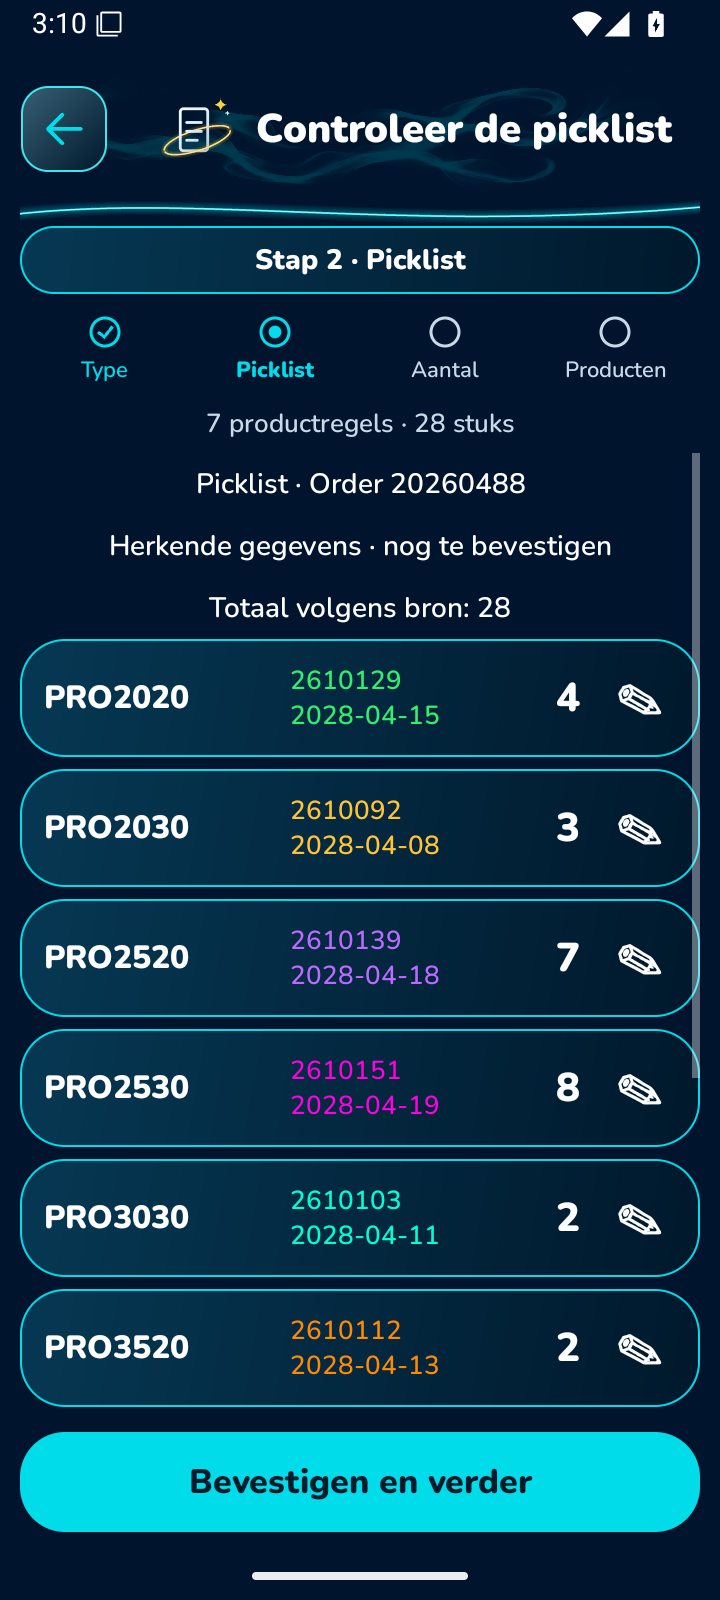 3:10
Controleer de picklist
Stap 2 · Picklist
Type
Picklist
Aantal
Producten
7 productregels · 28 stuks
Picklist · Order 20260488
Herkende gegevens · nog te bevestigen
Totaal volgens bron: 28
PRO2020
2610129
2028-04-15
4
PRO2030
2610092
2028-04-08
3
PRO2520
2610139
2028-04-18
7
PRO2530
2610151
2028-04-19
8
PRO3030
2610103
2028-04-11
2
PRO3520
2610112
2028-04-13
2
Bevestigen en verder